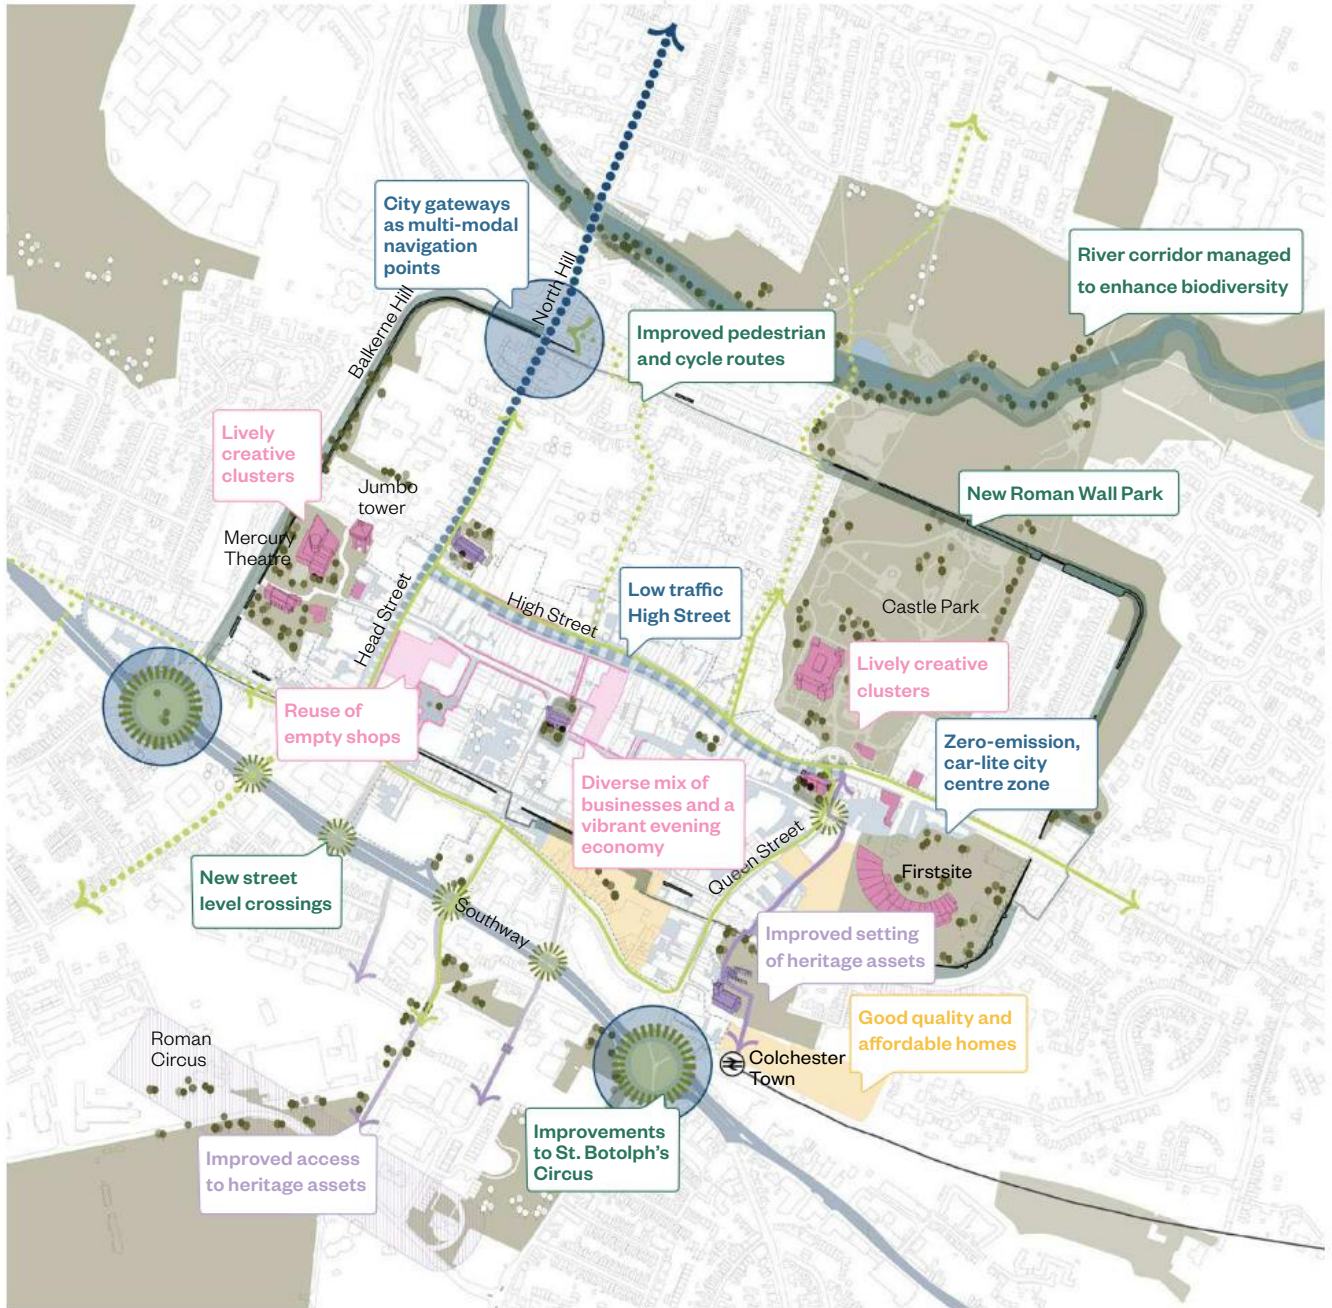 City gateways
as multi-modal
navigation
points
North Hill
Balkerne Hill
River corridor managed
to enhance biodiversity
Improved pedestrian
and cycle routes
Lively
creative
clusters
Jumbo
tower
New Roman Wall Park
Mercury
Theatre
Head Street
High Street
Low traffic
High Street
Castle Park
Lively creative
clusters
Reuse of
empty shops
Zero-emission,
car-lite city
centre zone
Diverse mix of
businesses and a
vibrant evening
economy
Queen Street
Firstsite
New street
level crossings
Southway
Improved setting
of heritage assets
Good quality and
affordable homes
Roman
Circus
Colchester
Town
Improvements
to St. Botolph's
Circus
Improved access
to heritage assets